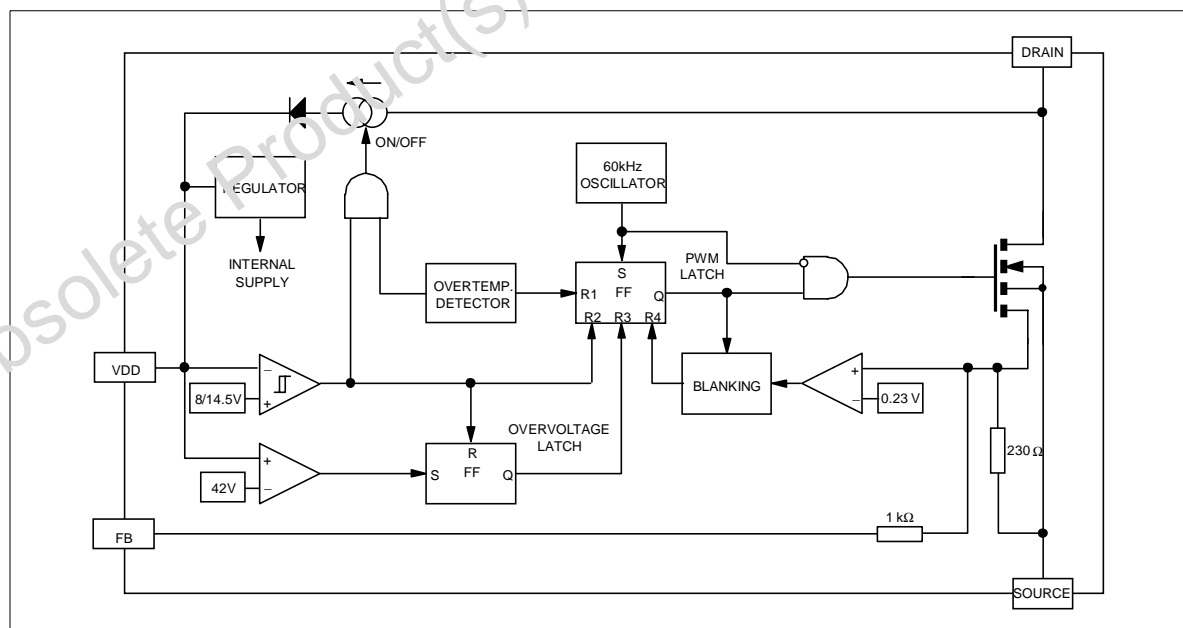 bsolete Product(s)
DRAIN
ON/OFF
60kHz
OSCILLATOR
REGULATOR
INTERNAL
SUPPLY
PWM
LATCH
OVERTEMP.
DETECTOR
S
FF
R1
Q
R2 R3 R4
VDD
BLANKING
+
−
0.23 V
−
+
8/14.5V
OVERVOLTAGE
LATCH
R
FF
S
Q
230 Ω
+
−
42V
1 kΩ
FB
SOURCE